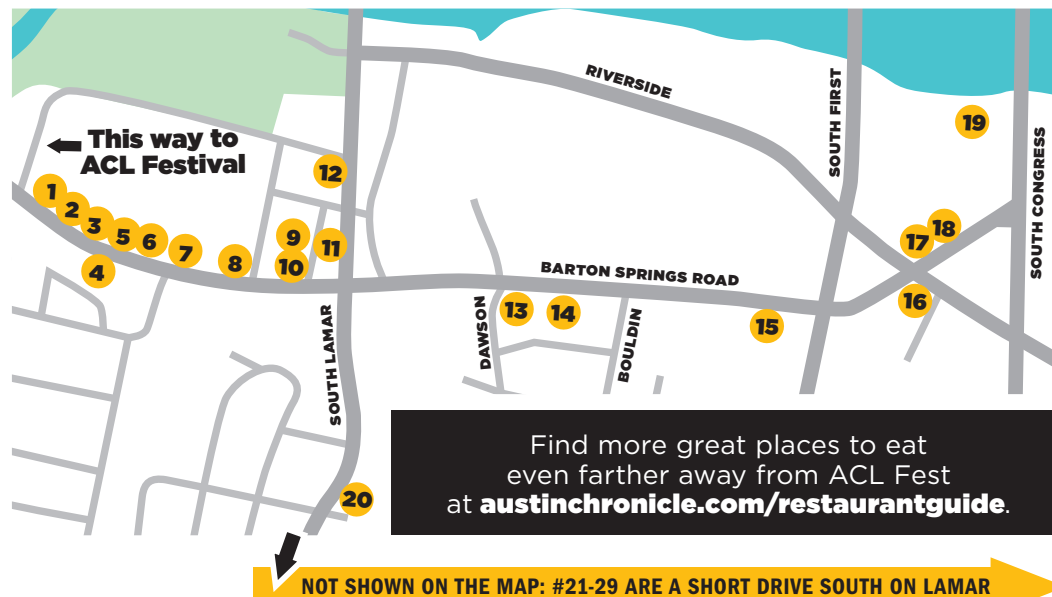 RIVERSIDE
SOUTH FIRST
19
SOUTH CONGRESS
This way to
ACL Festival
12
1
2
3
5
6
7
8
9
10
11
4
18
17
16
BARTON SPRINGS ROAD
13
14
15
DAWSON
BOULDIN
SOUTH LAMAR
20
Find more great places to eat
even farther away from ACL Fest
at austinchronicle.com/restaurantguide.
NOT SHOWN ON THE MAP: #21-29 ARE A SHORT DRIVE SOUTH ON LAMAR